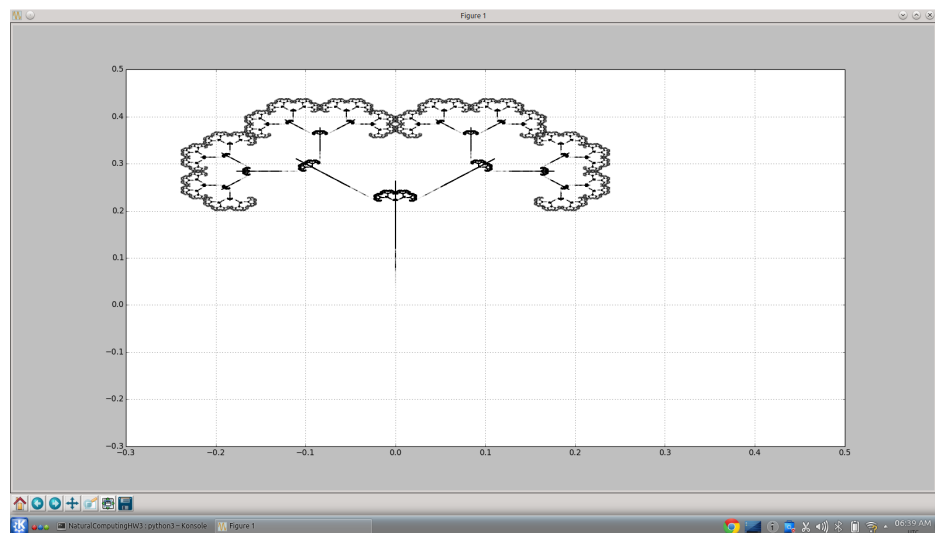 Figure 1
0.5
0.4
0.3
0.2
0.1
0.0
−0.1
−0.2
−0.3
−0.3 −0.2 −0.1 0.0 0.1 0.2 0.3 0.4 0.5
NaturalComputingHW3 : python3 – Konsole Figure 1 06:39 AM
UTC